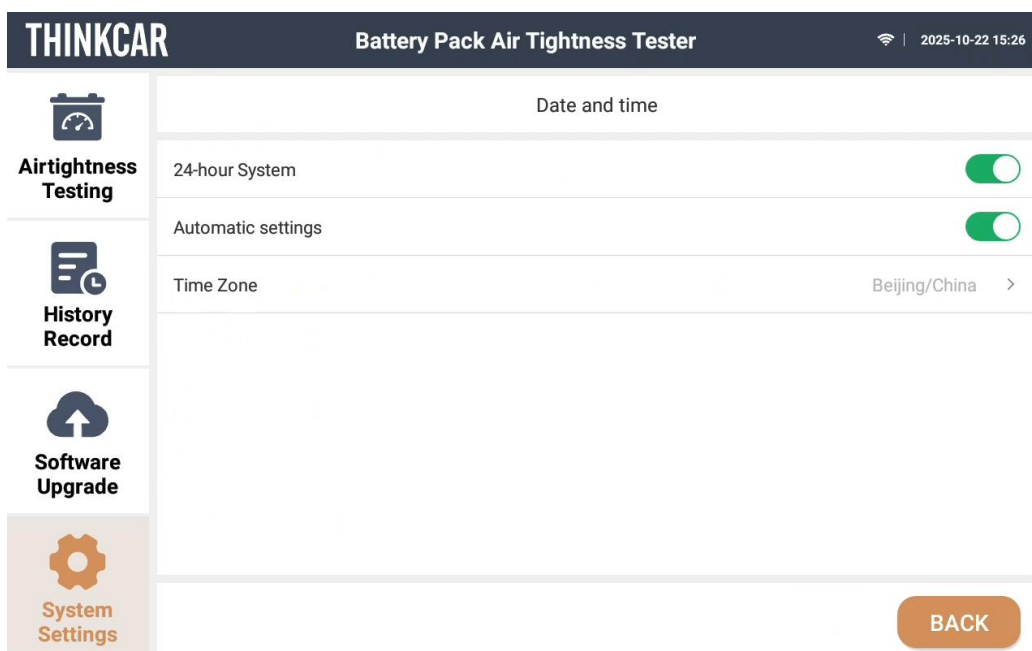 THINKCAR
Battery Pack Air Tightness Tester
2025-10-22 15:26
Airtightness
Testing
History
Record
Software
Upgrade
System
Settings
Date and time
24-hour System
Automatic settings
Time Zone
Beijing/China
BACK